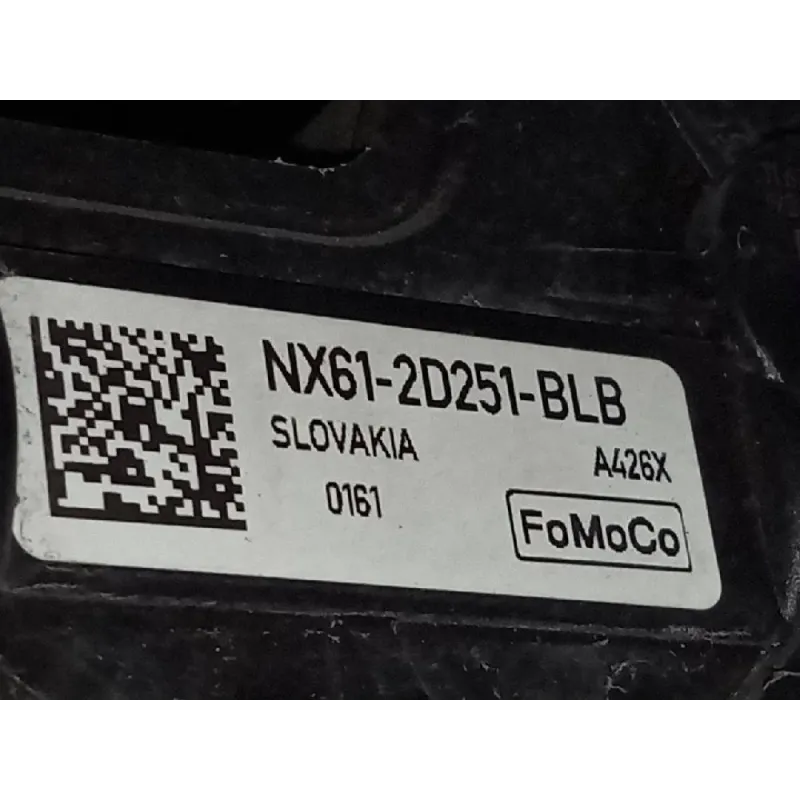 NX61-2D251-BLB
SLOVAKIA
A426X
0161
FoMoCo